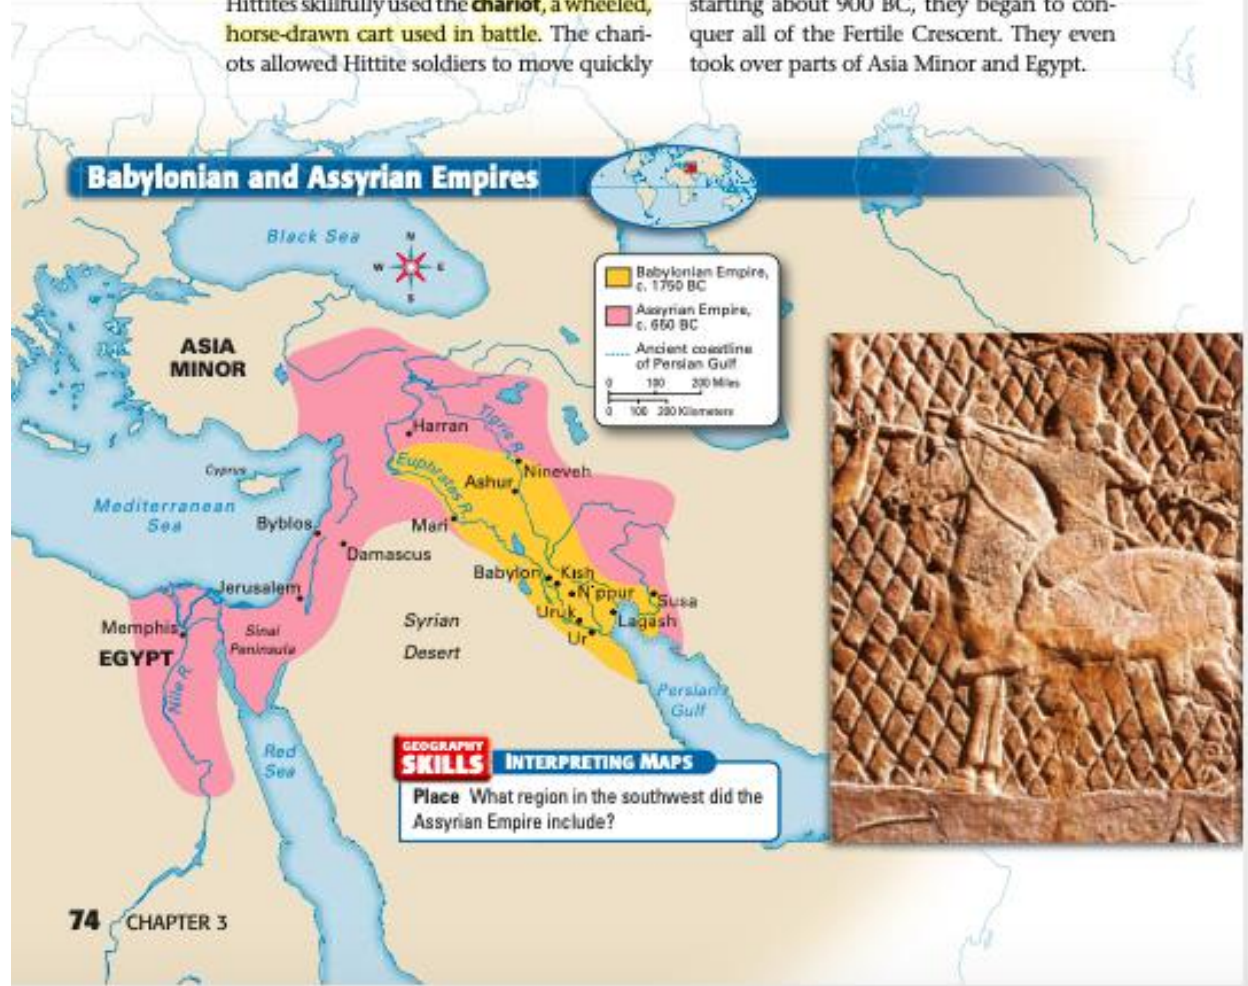 Hittites skillfully used the chariot, a wheeled,
horse-drawn cart used in battle. The chari-
ots allowed Hittite soldiers to move quickly
starting about 900 BC, they began to con-
quer all of the Fertile Crescent. They even
took over parts of Asia Minor and Egypt.
Babylonian and Assyrian Empires
Black Sea
N
W
E
S
Babylonian Empire,
c. 1750 BC
Assyrian Empire,
c. 650 BC
Ancient coastline
of Persian Gulf
0 100 200 Miles
0 100 200 Kilometers
ASIA
MINOR
Harran
Tigris R.
Cyprus
Euphrates R.
Nineveh
Ashur
Mediterranean
Sea
Byblos
Mari
Damascus
Babylon
Kish
Jerusalem
Nippur
Susa
Uruk
Lagash
Memphis
Sinai
Peninsula
Syrian
Desert
Ur
EGYPT
Nile R.
Persian
Gulf
Red
Sea
GEOGRAPHY
SKILLS
INTERPRETING MAPS
Place What region in the southwest did the
Assyrian Empire include?
74 CHAPTER 3